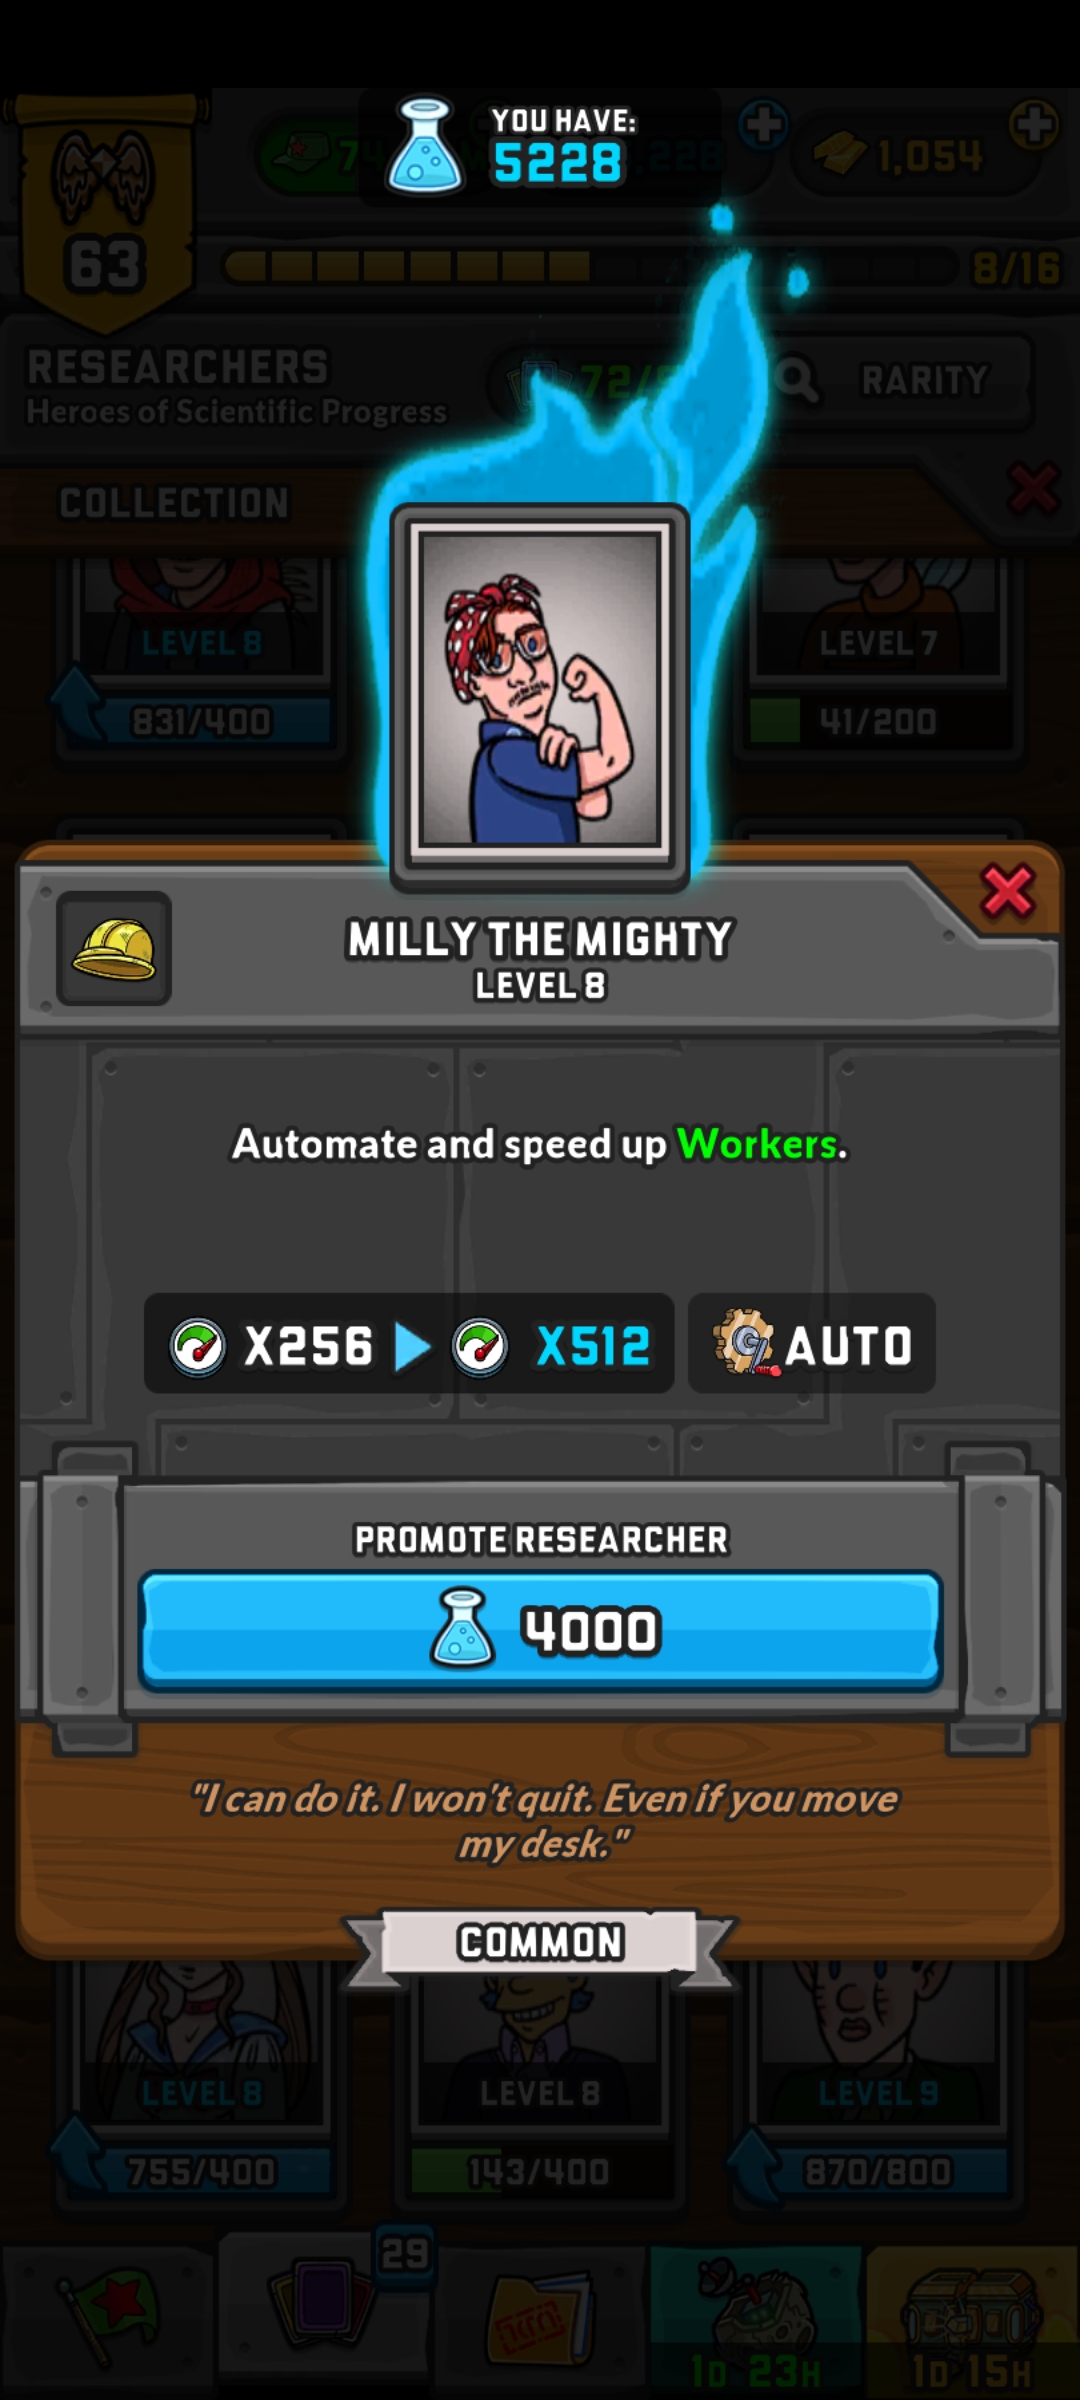 YOU HAVE:
5228
1,054
63
8/16
RESEARCHERS
Heroes of Scientific Progress
RARITY
COLLECTION
LEVEL 8
LEVEL 7
831/400
41/200
MILLY THE MIGHTY
LEVEL 8
Automate and speed up Workers.
X256
X512
AUTO
PROMOTE RESEARCHER
4000
"I can do it. I won't quit. Even if you move
my desk."
COMMON
LEVEL 8
LEVEL 8
LEVEL 9
755/400
143/400
870/800
29
1D 23H
1D 15H